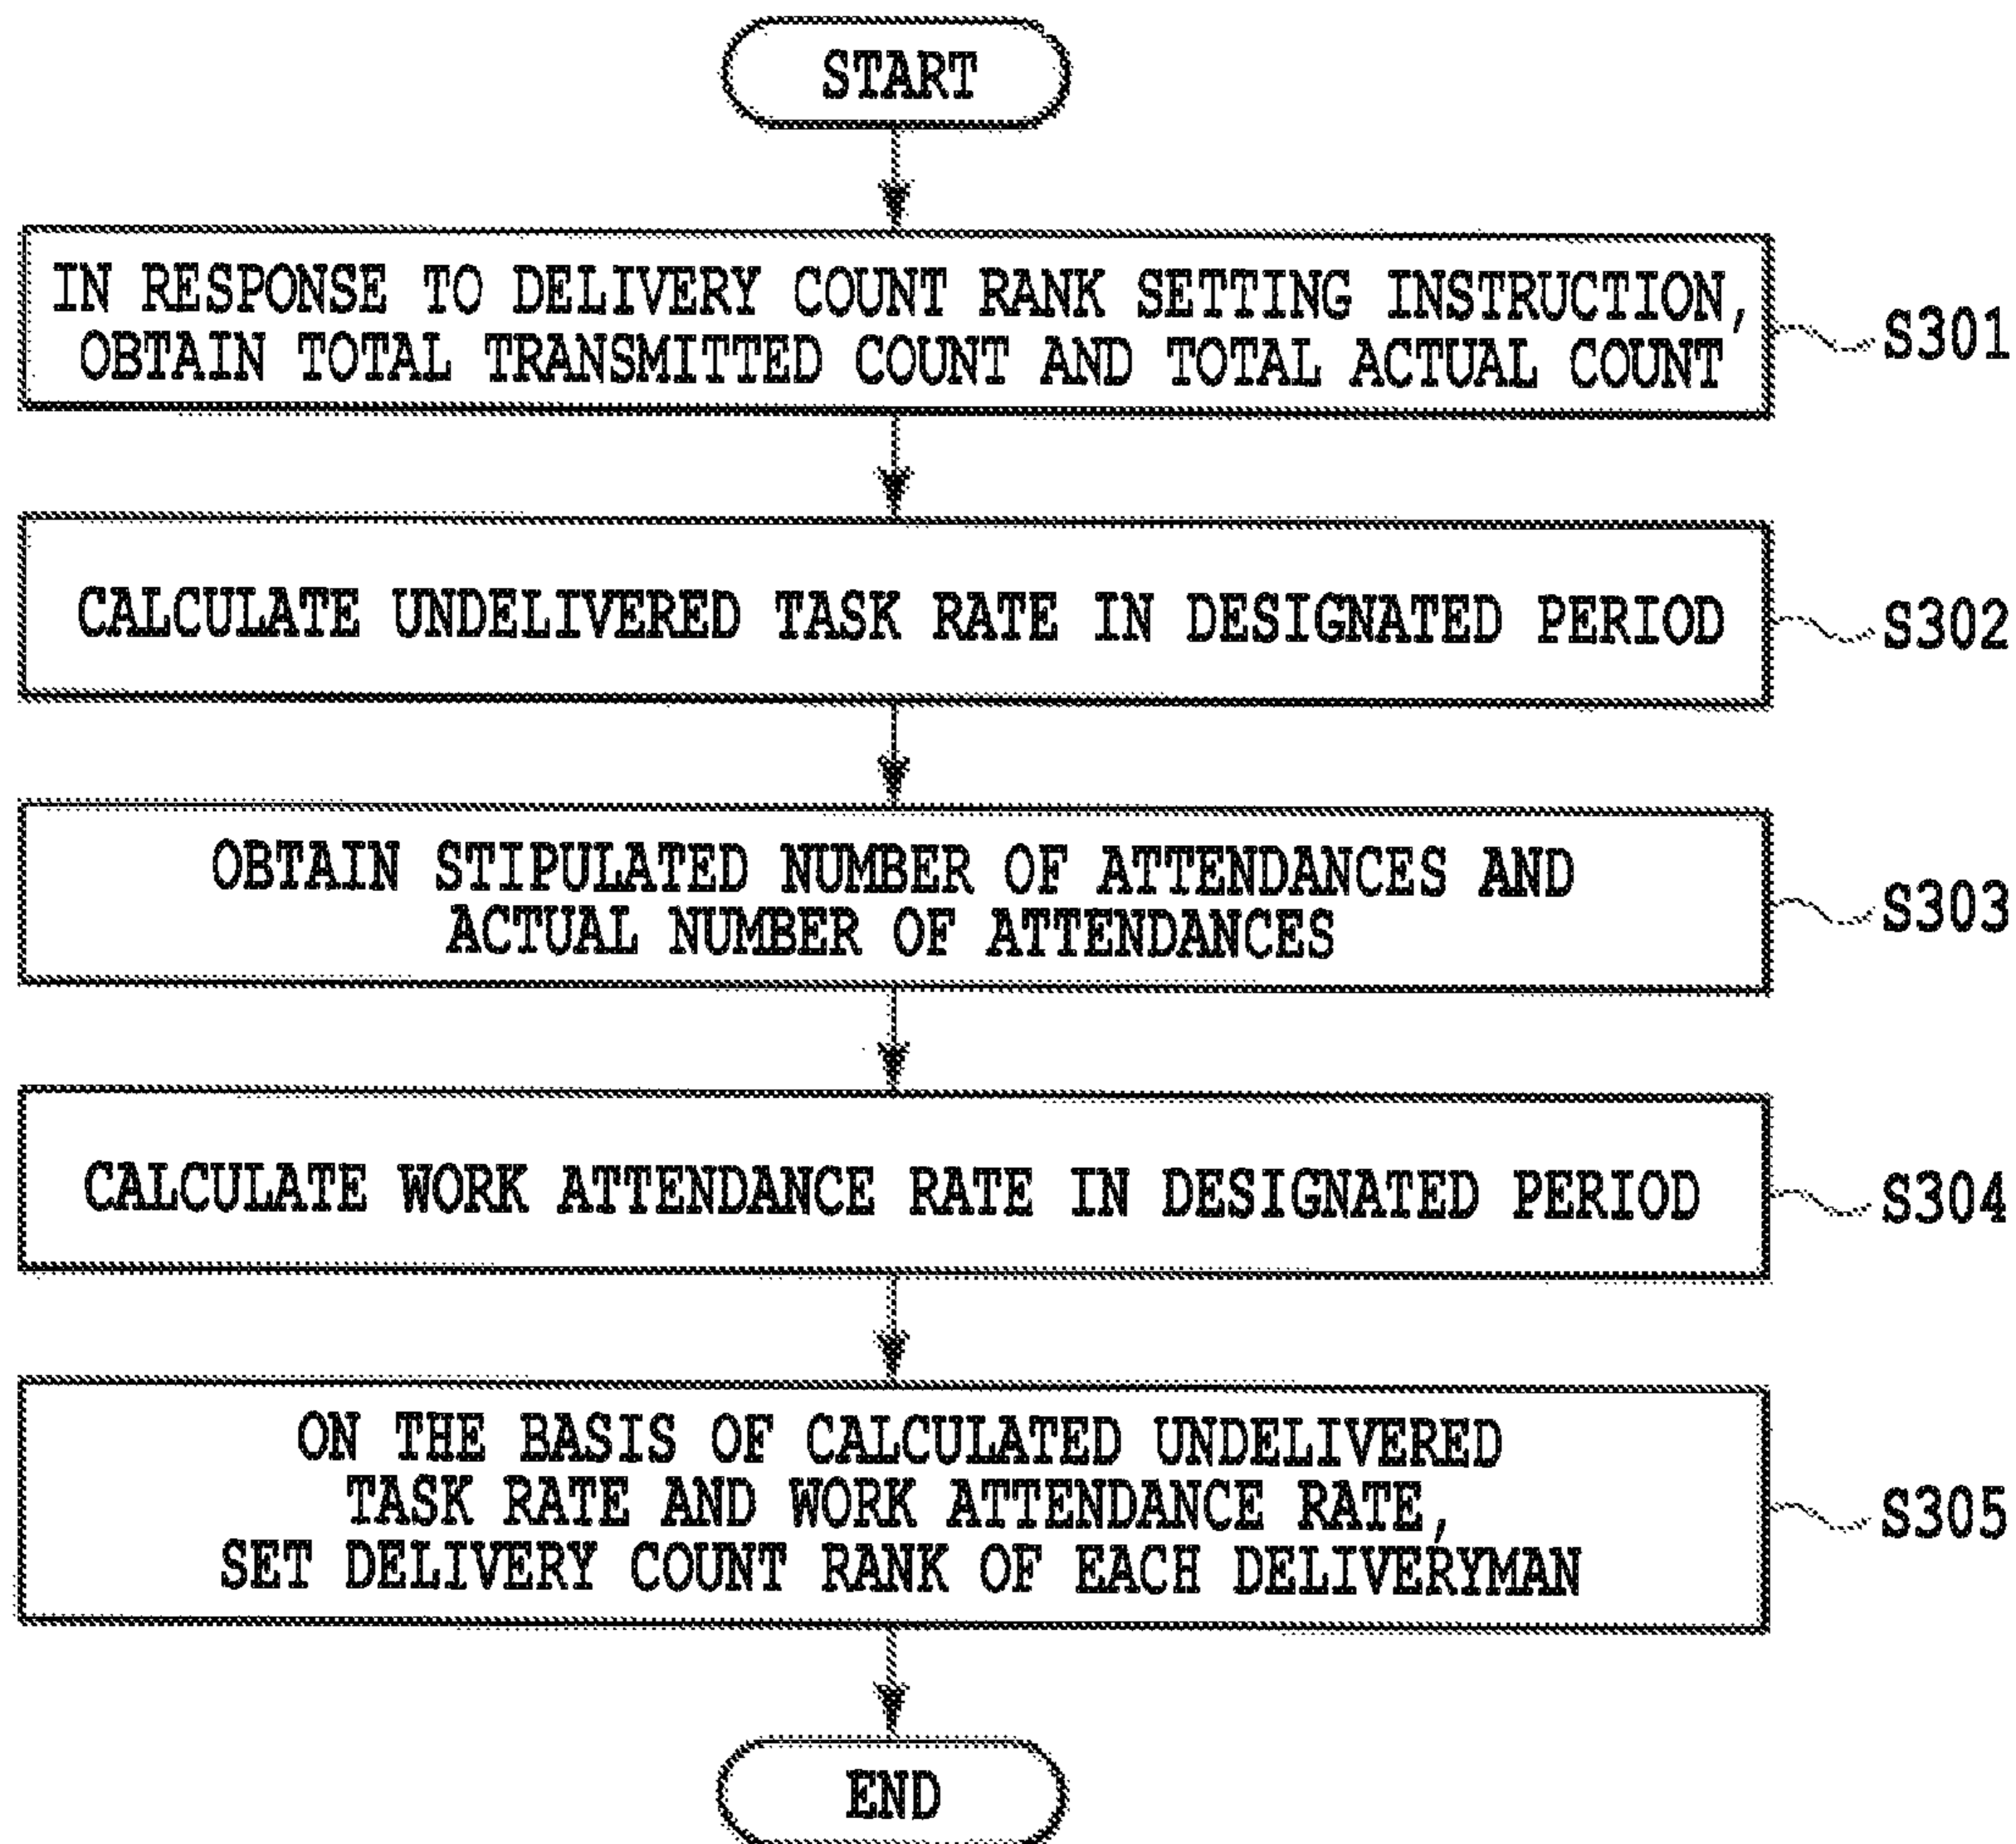 START
IN RESPONSE TO DELIVERY COUNT RANK SETTING INSTRUCTION,
OBTAIN TOTAL TRANSMITTED COUNT AND TOTAL ACTUAL COUNT
S301
CALCULATE UNDELIVERED TASK RATE IN DESIGNATED PERIOD
S302
OBTAIN STIPULATED NUMBER OF ATTENDANCES AND
ACTUAL NUMBER OF ATTENDANCES
S303
CALCULATE WORK ATTENDANCE RATE IN DESIGNATED PERIOD
S304
ON THE BASIS OF CALCULATED UNDELIVERED
TASK RATE AND WORK ATTENDANCE RATE,
SET DELIVERY COUNT RANK OF EACH DELIVERYMAN
S305
END